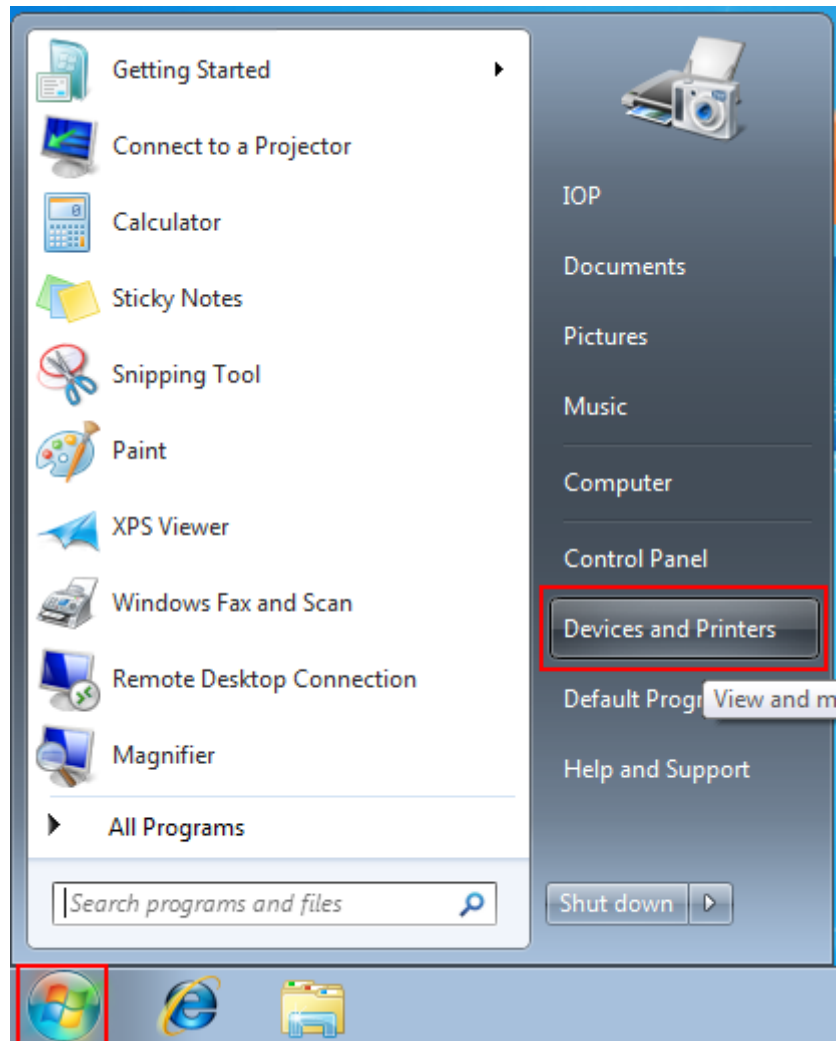 Getting Started
Connect to a Projector
Calculator
Sticky Notes
Snipping Tool
Paint
XPS Viewer
Windows Fax and Scan
Remote Desktop Connection
Magnifier
All Programs
Search programs and files
IOP
Documents
Pictures
Music
Computer
Control Panel
Devices and Printers
Default Progr
View and m
Help and Support
Shut down